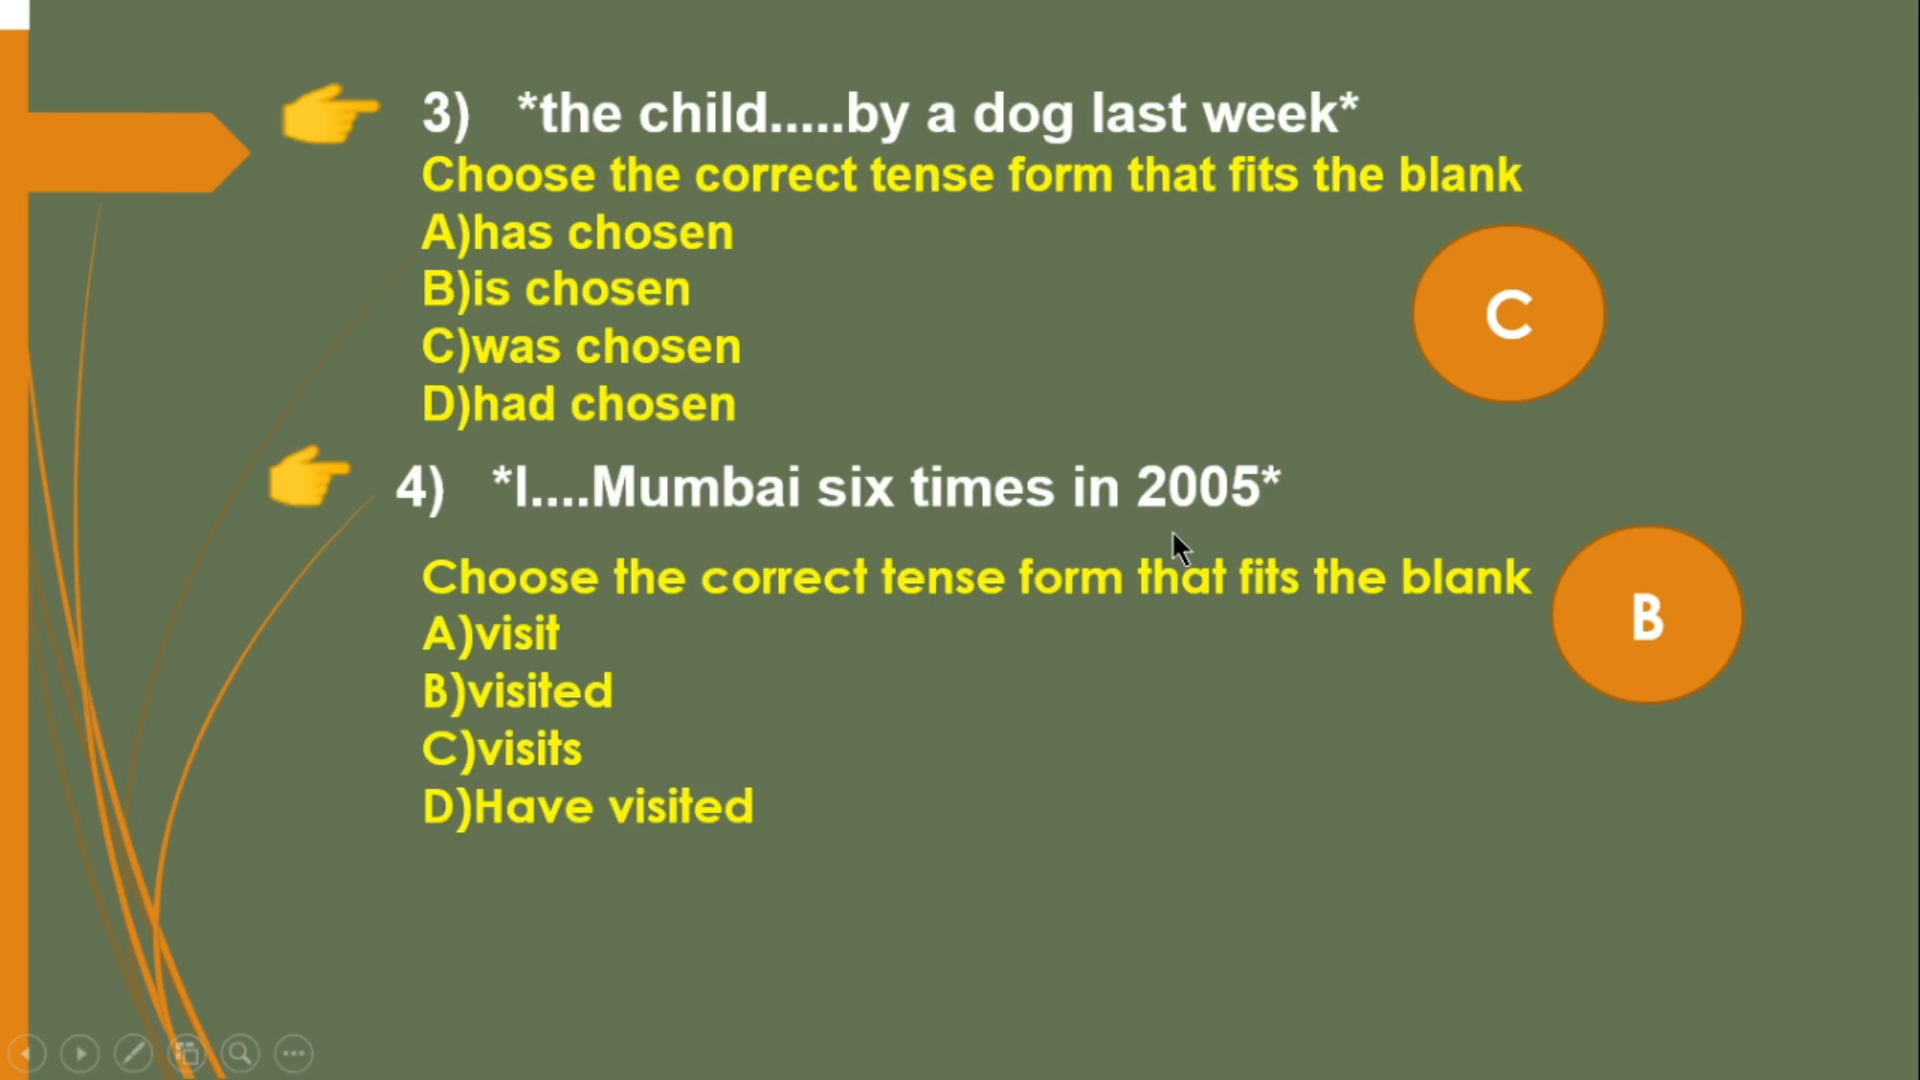 3) *the child.....by a dog last week*
Choose the correct tense form that fits the blank
A)has chosen
B)is chosen
C)was chosen
D)had chosen
C
4) *I....Mumbai six times in 2005*
Choose the correct tense form that fits the blank
A)visit
B)visited
C)visits
D)Have visited
B